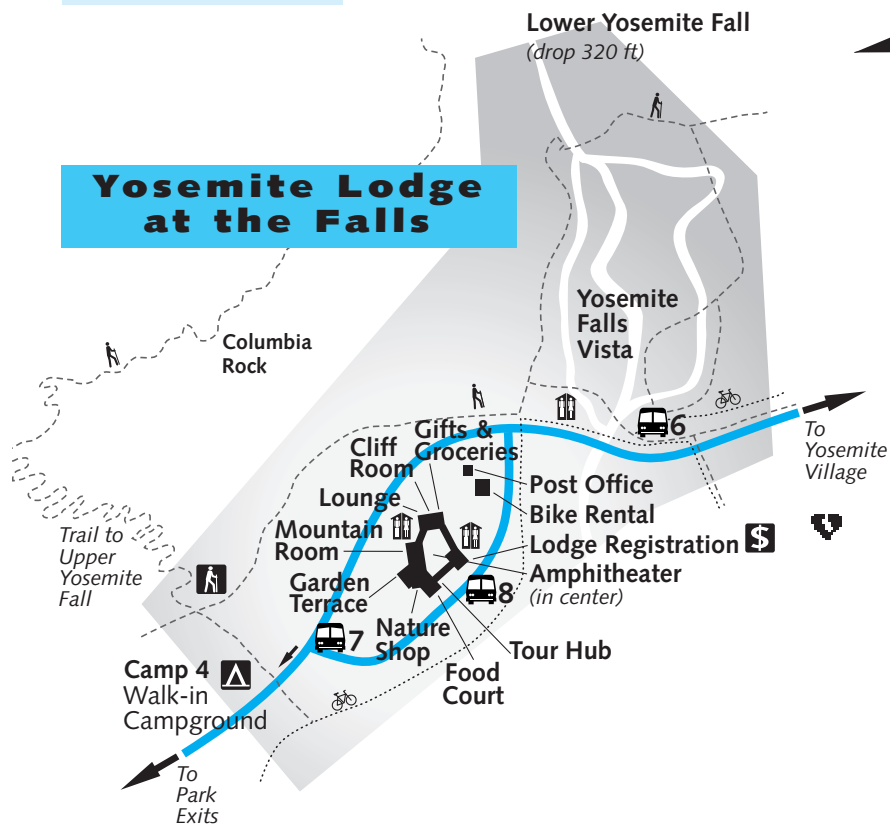 Lower Yosemite Fall
(drop 320 ft)
Yosemite Lodge
at the Falls
Yosemite
Falls
Vista
Columbia
Rock
6
To
Yosemite
Village
Gifts &
Groceries
Cliff
Room
Lounge
Post Office
Bike Rental
Mountain
Room
Lodge Registration $
Amphitheater
(in center)
Trail to
Upper
Yosemite
Fall
Garden
Terrace
8
7
Nature
Shop
Tour Hub
Food
Court
Camp 4
Walk-in
Campground
To
Park
Exits